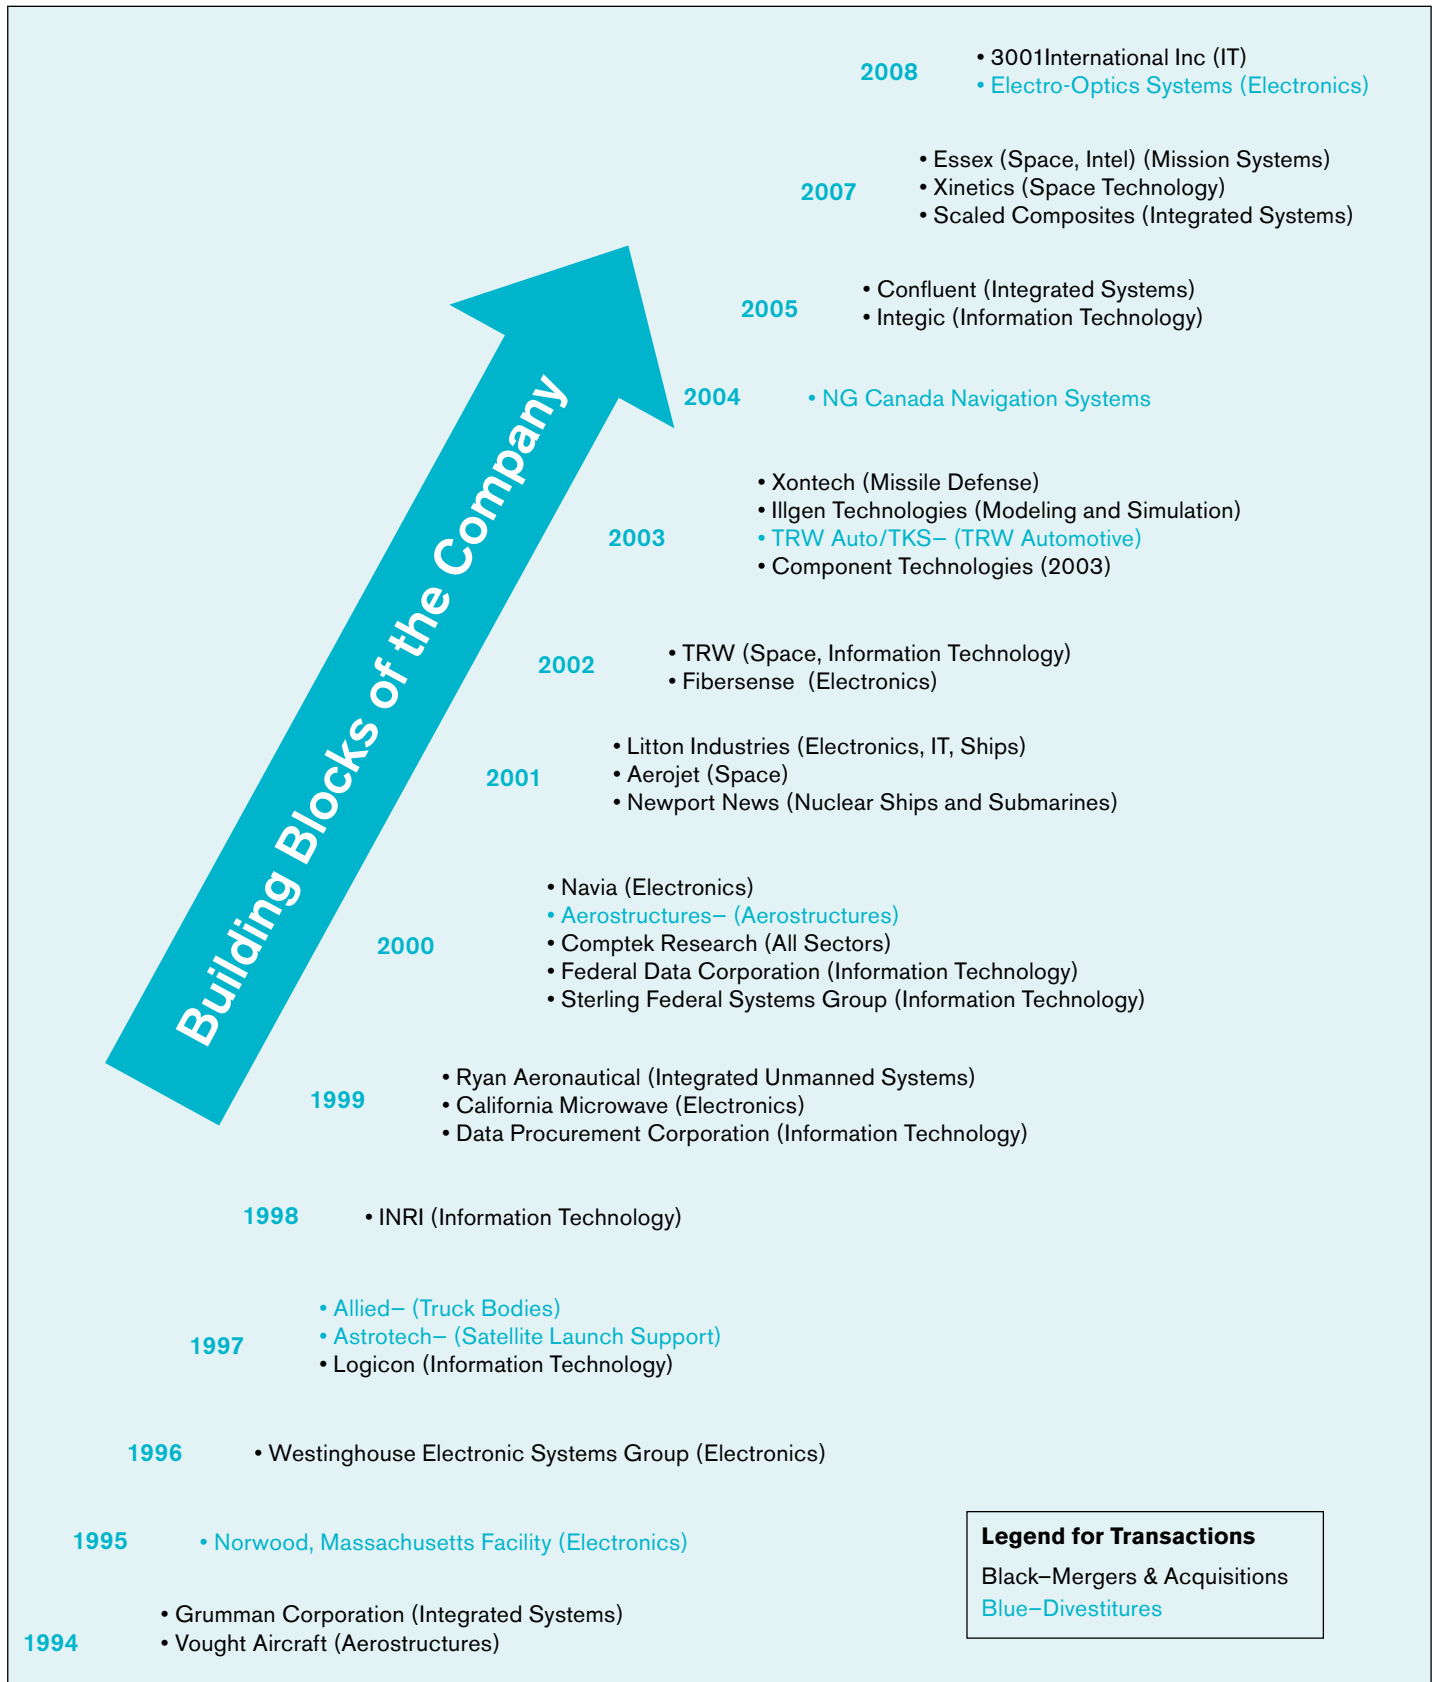 2008
• 3001International Inc (IT)
• Electro-Optics Systems (Electronics)
2007
• Essex (Space, Intel) (Mission Systems)
• Xinetics (Space Technology)
• Scaled Composites (Integrated Systems)
2005
• Confluent (Integrated Systems)
• Integic (Information Technology)
2004
• NG Canada Navigation Systems
Building Blocks of the Company
2003
• Xontech (Missile Defense)
• Illgen Technologies (Modeling and Simulation)
• TRW Auto/TKS– (TRW Automotive)
• Component Technologies (2003)
2002
• TRW (Space, Information Technology)
• Fibersense (Electronics)
2001
• Litton Industries (Electronics, IT, Ships)
• Aerojet (Space)
• Newport News (Nuclear Ships and Submarines)
2000
• Navia (Electronics)
• Aerostructures– (Aerostructures)
• Comptek Research (All Sectors)
• Federal Data Corporation (Information Technology)
• Sterling Federal Systems Group (Information Technology)
1999
• Ryan Aeronautical (Integrated Unmanned Systems)
• California Microwave (Electronics)
• Data Procurement Corporation (Information Technology)
1998
• INRI (Information Technology)
1997
• Allied– (Truck Bodies)
• Astrotech– (Satellite Launch Support)
• Logicon (Information Technology)
1996
• Westinghouse Electronic Systems Group (Electronics)
1995
• Norwood, Massachusetts Facility (Electronics)
1994
• Grumman Corporation (Integrated Systems)
• Vought Aircraft (Aerostructures)
Legend for Transactions
Black–Mergers & Acquisitions
Blue–Divestitures